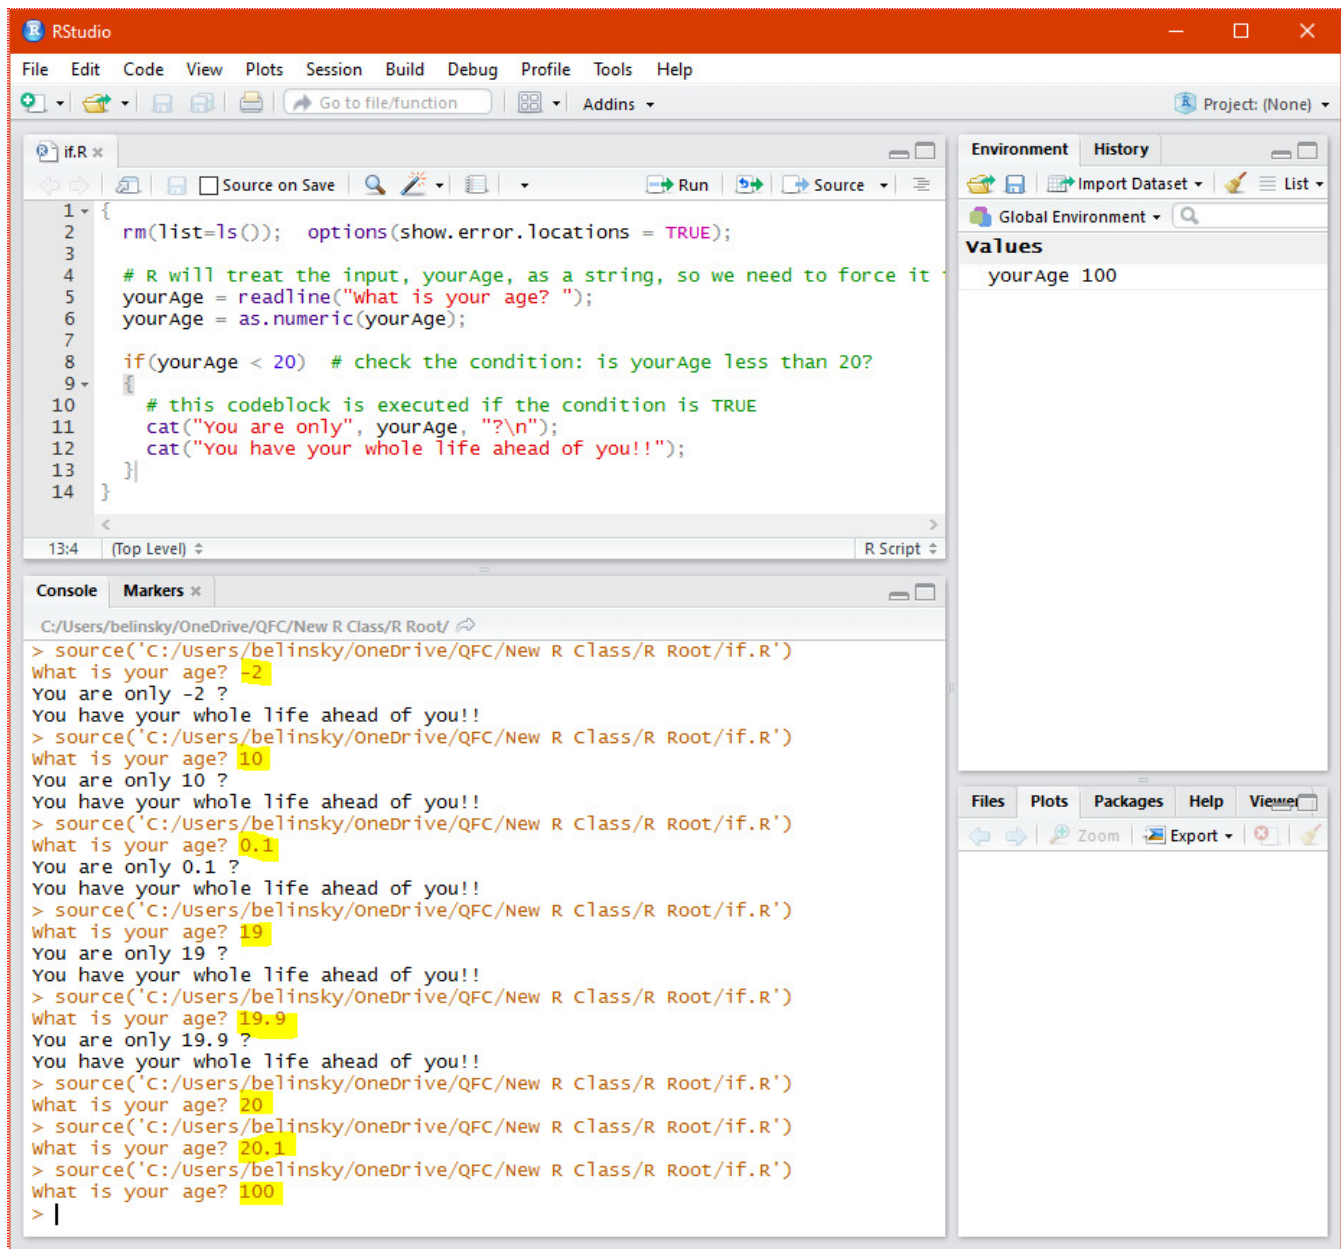 RStudio
File Edit Code View Plots Session Build Debug Profile Tools Help
Go to file/function Addins Project: (None)
if.R
Source on Save Run Source
1 {
2 rm(list=ls()); options(show.error.locations = TRUE);
3
4 # R will treat the input, yourAge, as a string, so we need to force it
5 yourAge = readline("What is your age? ");
6 yourAge = as.numeric(yourAge);
7
8 if(yourAge < 20) # check the condition: is yourAge less than 20?
9 {
10 # this codeblock is executed if the condition is TRUE
11 cat("You are only", yourAge, "?\n");
12 cat("You have your whole life ahead of you!!");
13 }
14 }
13:4 (Top Level) R Script
Console Markers
C:/Users/belinsky/OneDrive/QFC/New R Class/R Root/
> source('C:/Users/belinsky/OneDrive/QFC/New R Class/R Root/if.R')
What is your age? -2
You are only -2 ?
You have your whole life ahead of you!!
> source('C:/Users/belinsky/OneDrive/QFC/New R Class/R Root/if.R')
What is your age? 10
You are only 10 ?
You have your whole life ahead of you!!
> source('C:/Users/belinsky/OneDrive/QFC/New R Class/R Root/if.R')
What is your age? 0.1
You are only 0.1 ?
You have your whole life ahead of you!!
> source('C:/Users/belinsky/OneDrive/QFC/New R Class/R Root/if.R')
What is your age? 19
You are only 19 ?
You have your whole life ahead of you!!
> source('C:/Users/belinsky/OneDrive/QFC/New R Class/R Root/if.R')
What is your age? 19.9
You are only 19.9 ?
You have your whole life ahead of you!!
> source('C:/Users/belinsky/OneDrive/QFC/New R Class/R Root/if.R')
What is your age? 20
> source('C:/Users/belinsky/OneDrive/QFC/New R Class/R Root/if.R')
What is your age? 20.1
> source('C:/Users/belinsky/OneDrive/QFC/New R Class/R Root/if.R')
What is your age? 100
>
Environment History
Import Dataset List
Global Environment
Values
yourAge 100
Files Plots Packages Help Viewer
Zoom Export